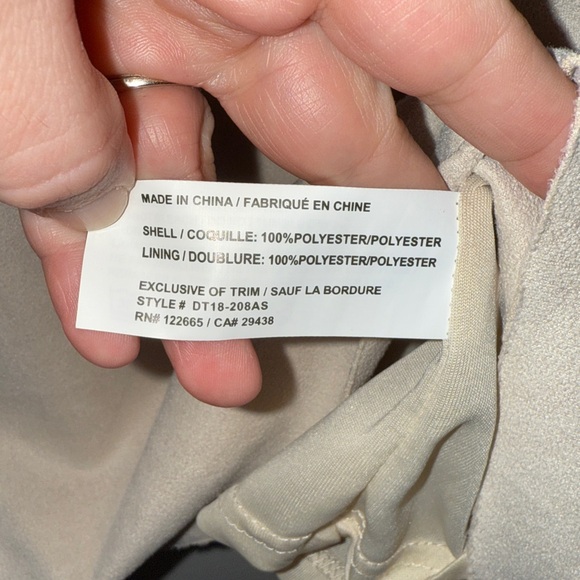 MADE IN CHINA / FABRIQUÉ EN CHINE
SHELL / COQUILLE: 100%POLYESTER/POLYESTER
LINING / DOUBLURE: 100%POLYESTER/POLYESTER
EXCLUSIVE OF TRIM / SAUF LA BORDURE
STYLE # DT18-208AS
RN# 122665 / CA# 29438